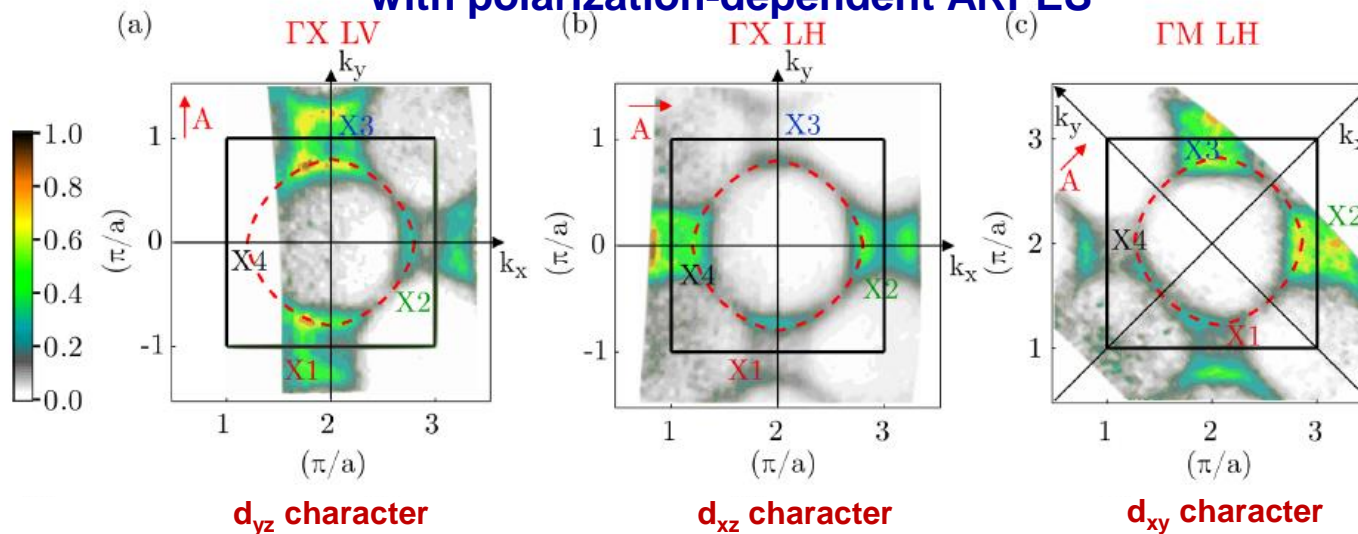 with polarization-dependent ARPES
(a) ΓX LV
(b) ΓX LH
(c) ΓM LH
k_y
k_y
A
A
k_y
k_x
A
1.0
0.8
0.6
0.4
0.2
0.0
1
0
-1
(π/a)
X3
X4
X2
X1
k_x
1 2 3
(π/a)
1
0
-1
(π/a)
X3
X4
X2
X1
k_x
1 2 3
(π/a)
3
2
1
(π/a)
X3
X2
X4
X1
1 2 3
(π/a)
d_yz character
d_xz character
d_xy character